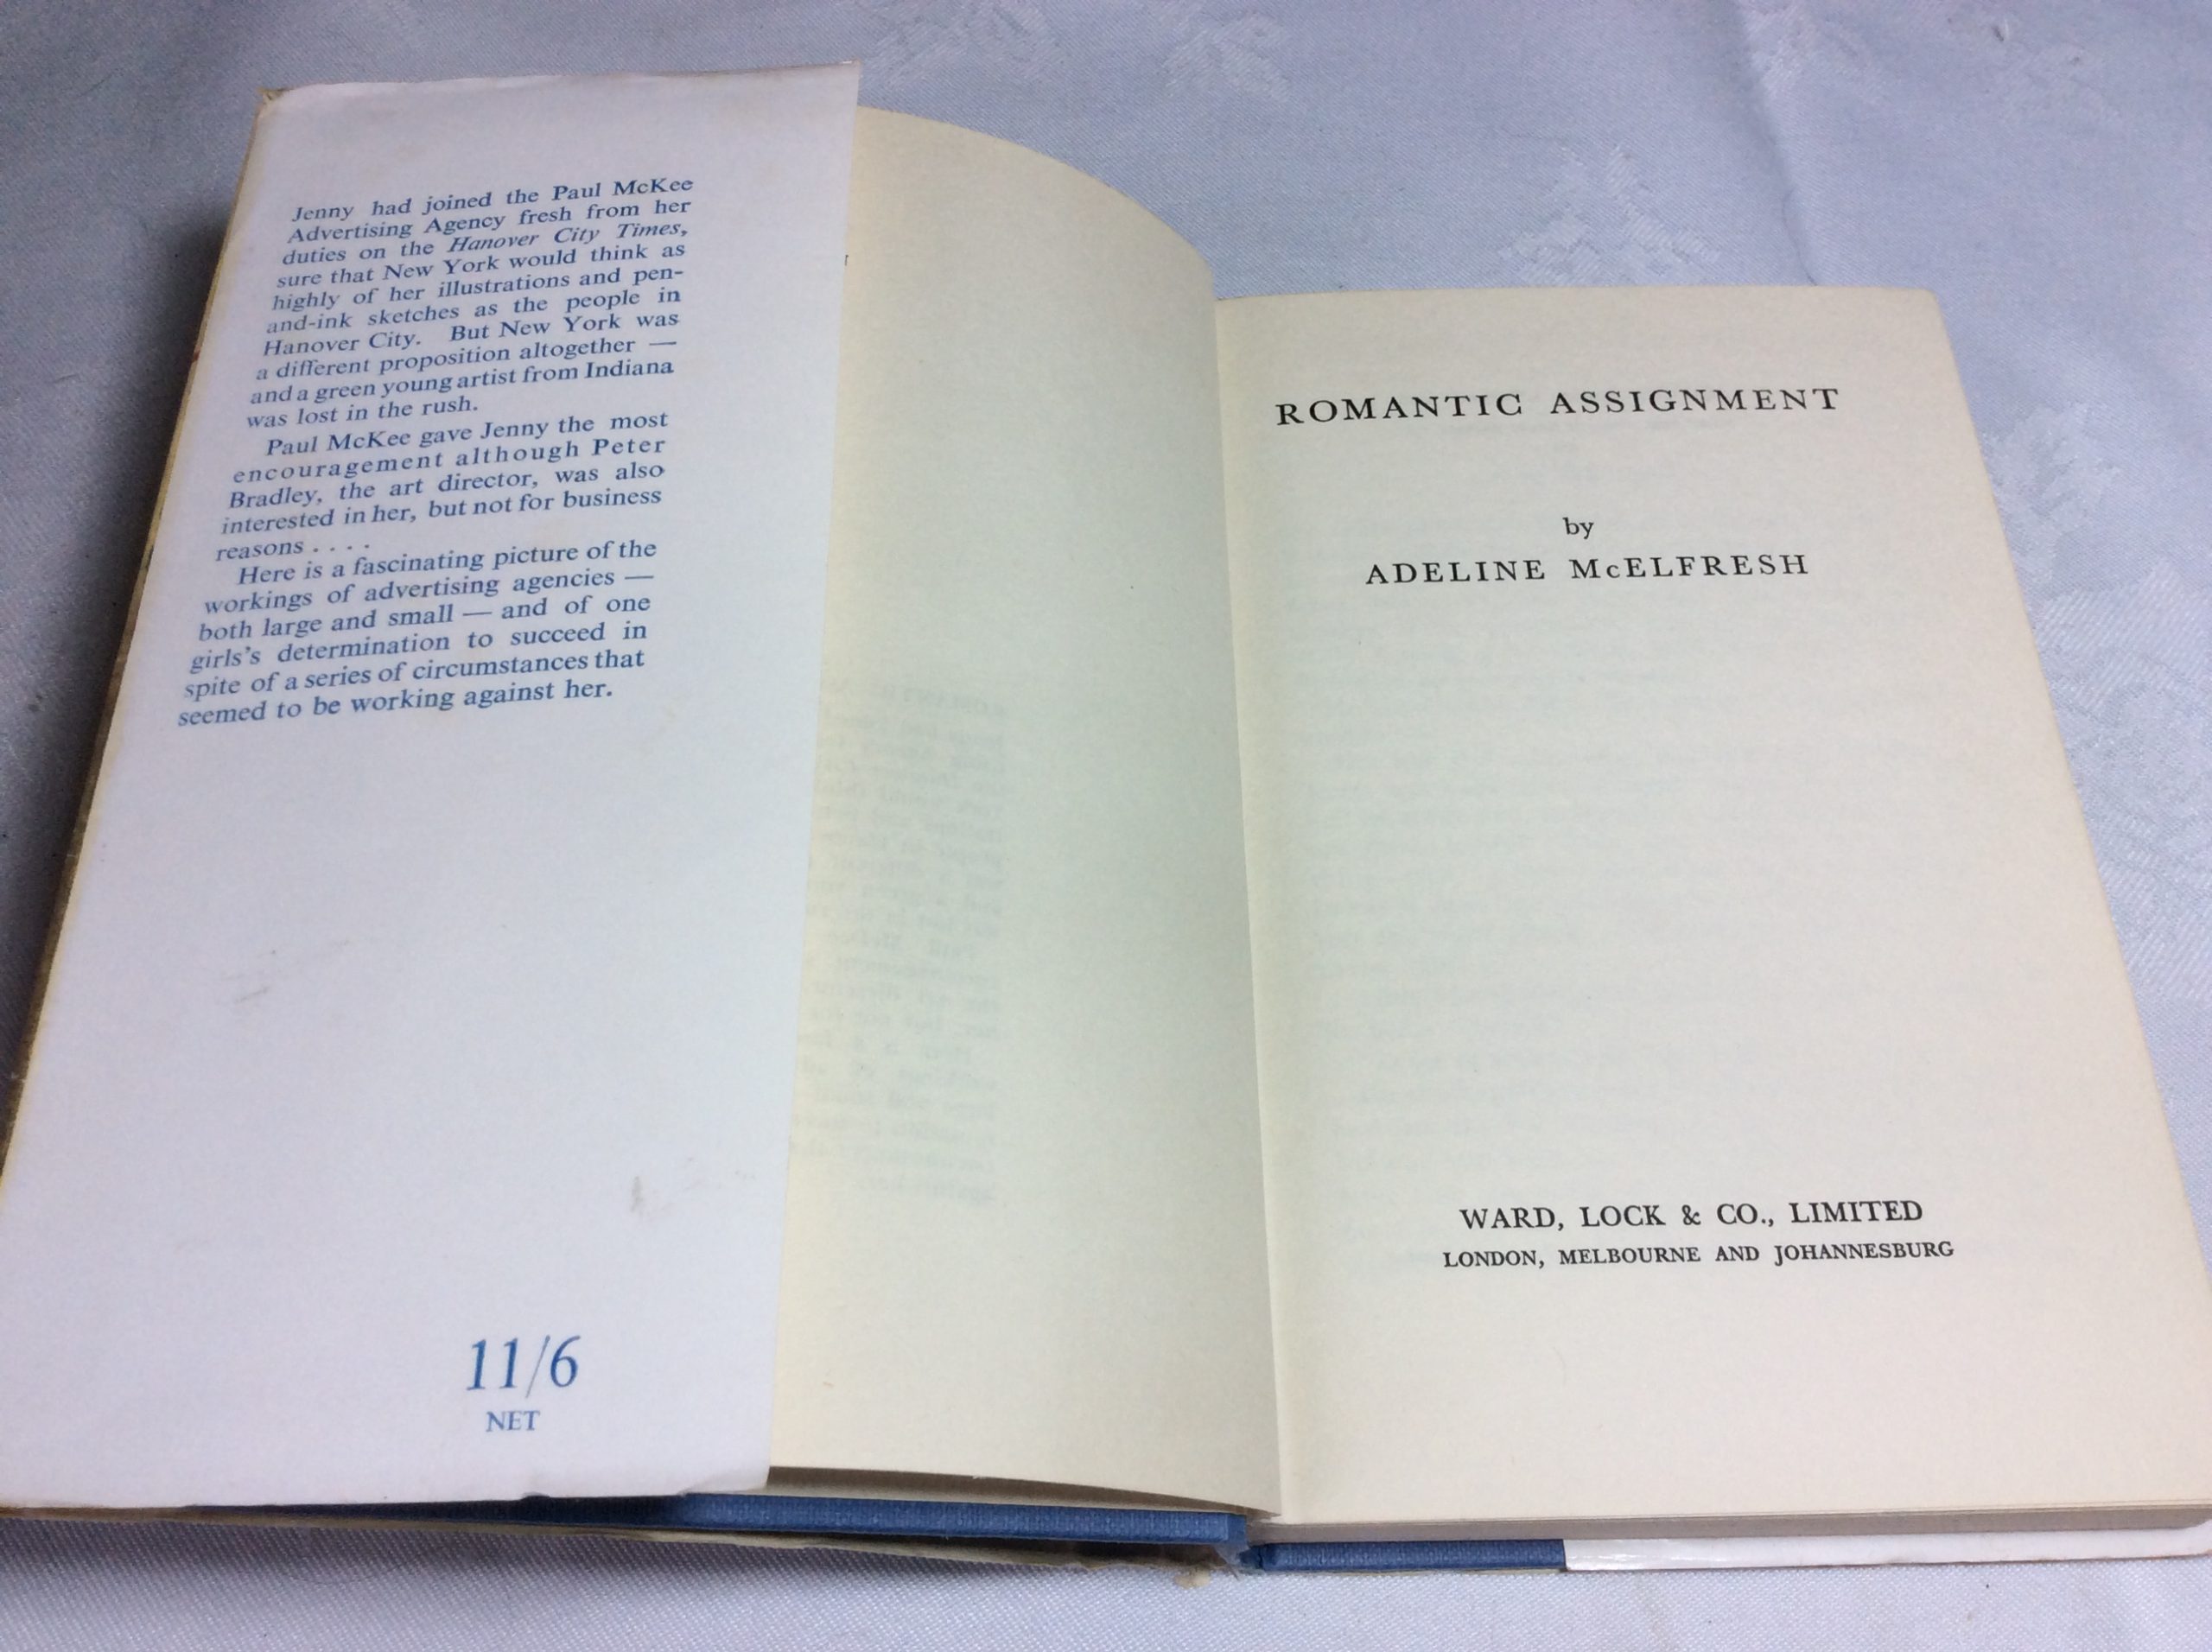 Jenny had joined the Paul McKee
Advertising Agency fresh from her
duties on the Hanover City Times,
sure that New York would think as
highly of her illustrations and pen-
and-ink sketches as the people in
Hanover City. But New York was
a different proposition altogether —
and a green young artist from Indiana
was lost in the rush.
Paul McKee gave Jenny the most
encouragement although Peter
Bradley, the art director, was also
interested in her, but not for business
reasons . . . .
Here is a fascinating picture of the
workings of advertising agencies —
both large and small — and of one
girls's determination to succeed in
spite of a series of circumstances that
seemed to be working against her.
11/6
NET
ROMANTIC ASSIGNMENT
by
ADELINE McELFRESH
WARD, LOCK & CO., LIMITED
LONDON, MELBOURNE AND JOHANNESBURG